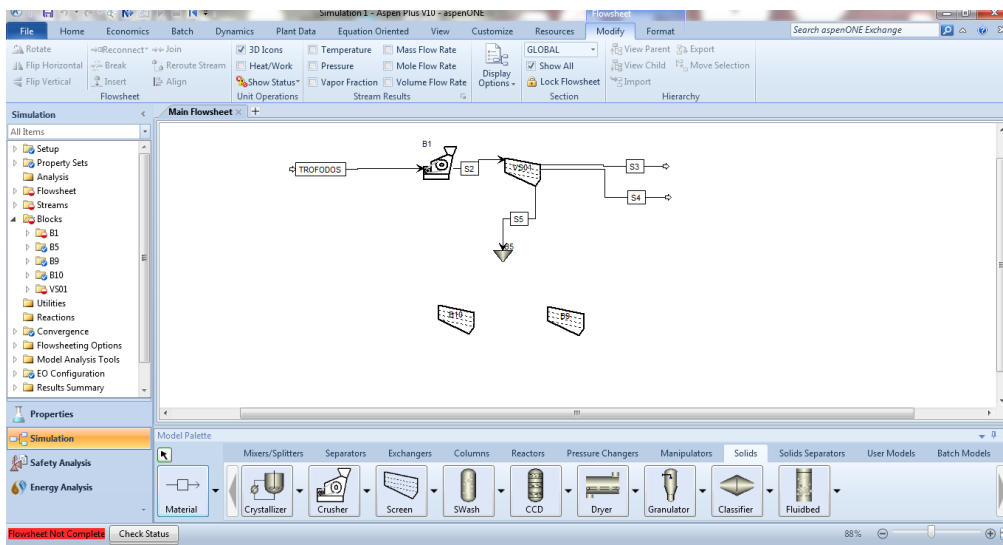 Simulation 1 - Aspen Plus V10 - aspenONE
Flowsheet
File Home Economics Batch Dynamics Plant Data Equation Oriented View Customize Resources Modify Format Search aspenONE Exchange
Rotate Reconnect Join 3D Icons Temperature Mass Flow Rate GLOBAL View Parent Export
Flip Horizontal Break Reroute Stream Heat/Work Pressure Mole Flow Rate Display Show All View Child Move Selection
Flip Vertical Insert Align Show Status Vapor Fraction Volume Flow Rate Options Lock Flowsheet Import
Flowsheet Unit Operations Stream Results Section Hierarchy
Simulation
All Items
Setup
Property Sets
Analysis
Flowsheet
Streams
Blocks
B1
B5
B9
B10
VS01
Utilities
Reactions
Convergence
Flowsheeting Options
Model Analysis Tools
EO Configuration
Results Summary
Properties
Simulation
Safety Analysis
Energy Analysis
Main Flowsheet
B1
TROFODOS
S2
VS01
S3
S4
S5
B5
B10
B9
Model Palette
Mixers/Splitters Separators Exchangers Columns Reactors Pressure Changers Manipulators Solids Solids Separators User Models Batch Models
Material Crystallizer Crusher Screen SWash CCD Dryer Granulator Classifier Fluidbed
Flowsheet Not Complete Check Status 88%